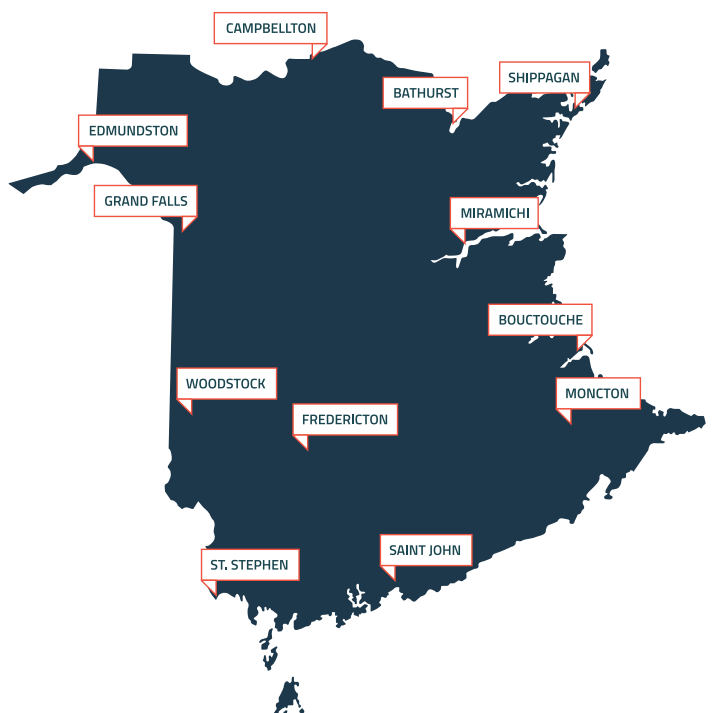 CAMPBELLTON
SHIPPAGAN
BATHURST
EDMUNDSTON
GRAND FALLS
MIRAMICHI
BOUCTOUCHE
WOODSTOCK
MONCTON
FREDERICTON
SAINT JOHN
ST. STEPHEN